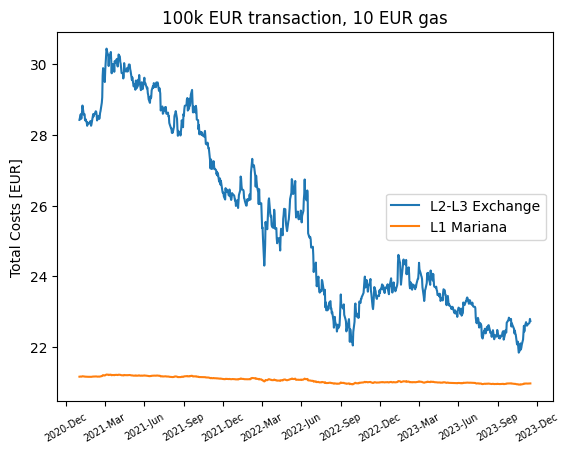 100k EUR transaction, 10 EUR gas
Total Costs [EUR]
30
28
26
24
22
L2-L3 Exchange
L1 Mariana
2020-Dec
2021-Mar
2021-Jun
2021-Sep
2021-Dec
2022-Mar
2022-Jun
2022-Sep
2022-Dec
2023-Mar
2023-Jun
2023-Sep
2023-Dec